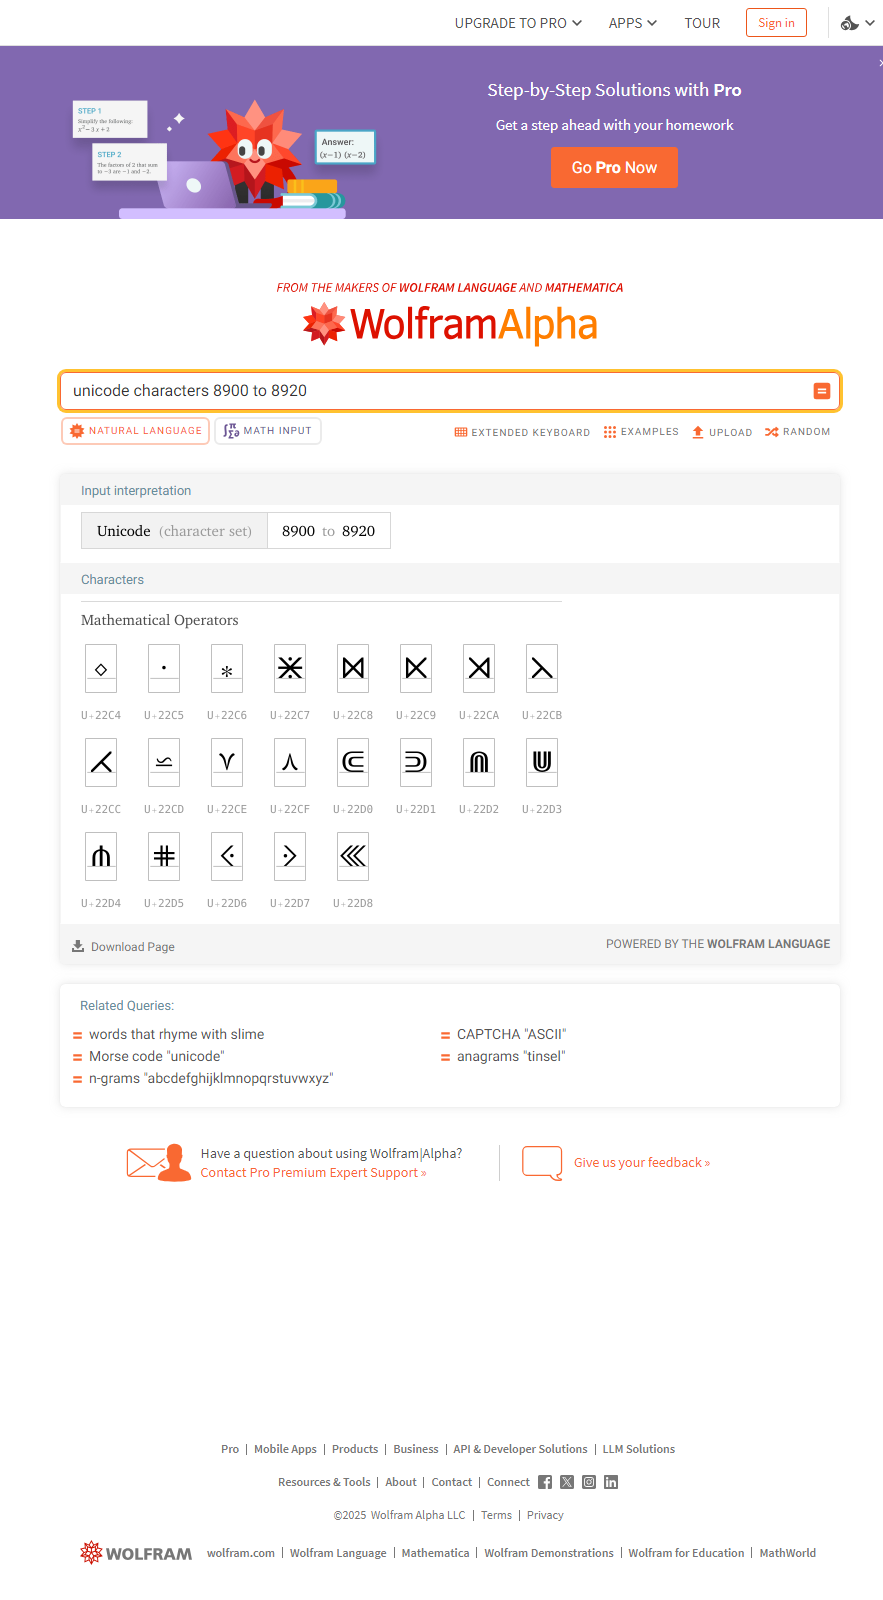 UPGRADE TO PRO APPS TOUR Sign in
STEP 1
Simplify the following:
x² − 3 x + 2
STEP 2
The factors of 2 that sum
to −3 are −1 and −2.
Answer:
(x−1) (x−2)
Step-by-Step Solutions with Pro
Get a step ahead with your homework
Go Pro Now
FROM THE MAKERS OF WOLFRAM LANGUAGE AND MATHEMATICA
WolframAlpha
unicode characters 8900 to 8920
NATURAL LANGUAGE MATH INPUT EXTENDED KEYBOARD EXAMPLES UPLOAD RANDOM
Input interpretation
Unicode (character set) 8900 to 8920
Characters
Mathematical Operators
⋄ ⋅ ⋆ ⋇ ⋈ ⋉ ⋊ ⋋
U+22C4 U+22C5 U+22C6 U+22C7 U+22C8 U+22C9 U+22CA U+22CB
⋌ ⋍ ⋎ ⋏ ⋐ ⋑ ⋒ ⋓
U+22CC U+22CD U+22CE U+22CF U+22D0 U+22D1 U+22D2 U+22D3
⋔ ⋕ ⋖ ⋗ ⋘
U+22D4 U+22D5 U+22D6 U+22D7 U+22D8
Download Page POWERED BY THE WOLFRAM LANGUAGE
Related Queries:
= words that rhyme with slime = CAPTCHA "ASCII"
= Morse code "unicode" = anagrams "tinsel"
= n-grams "abcdefghijklmnopqrstuvwxyz"
Have a question about using Wolfram|Alpha?
Contact Pro Premium Expert Support »
Give us your feedback »
Pro | Mobile Apps | Products | Business | API & Developer Solutions | LLM Solutions
Resources & Tools | About | Contact | Connect
©2025 Wolfram Alpha LLC | Terms | Privacy
WOLFRAM wolfram.com | Wolfram Language | Mathematica | Wolfram Demonstrations | Wolfram for Education | MathWorld